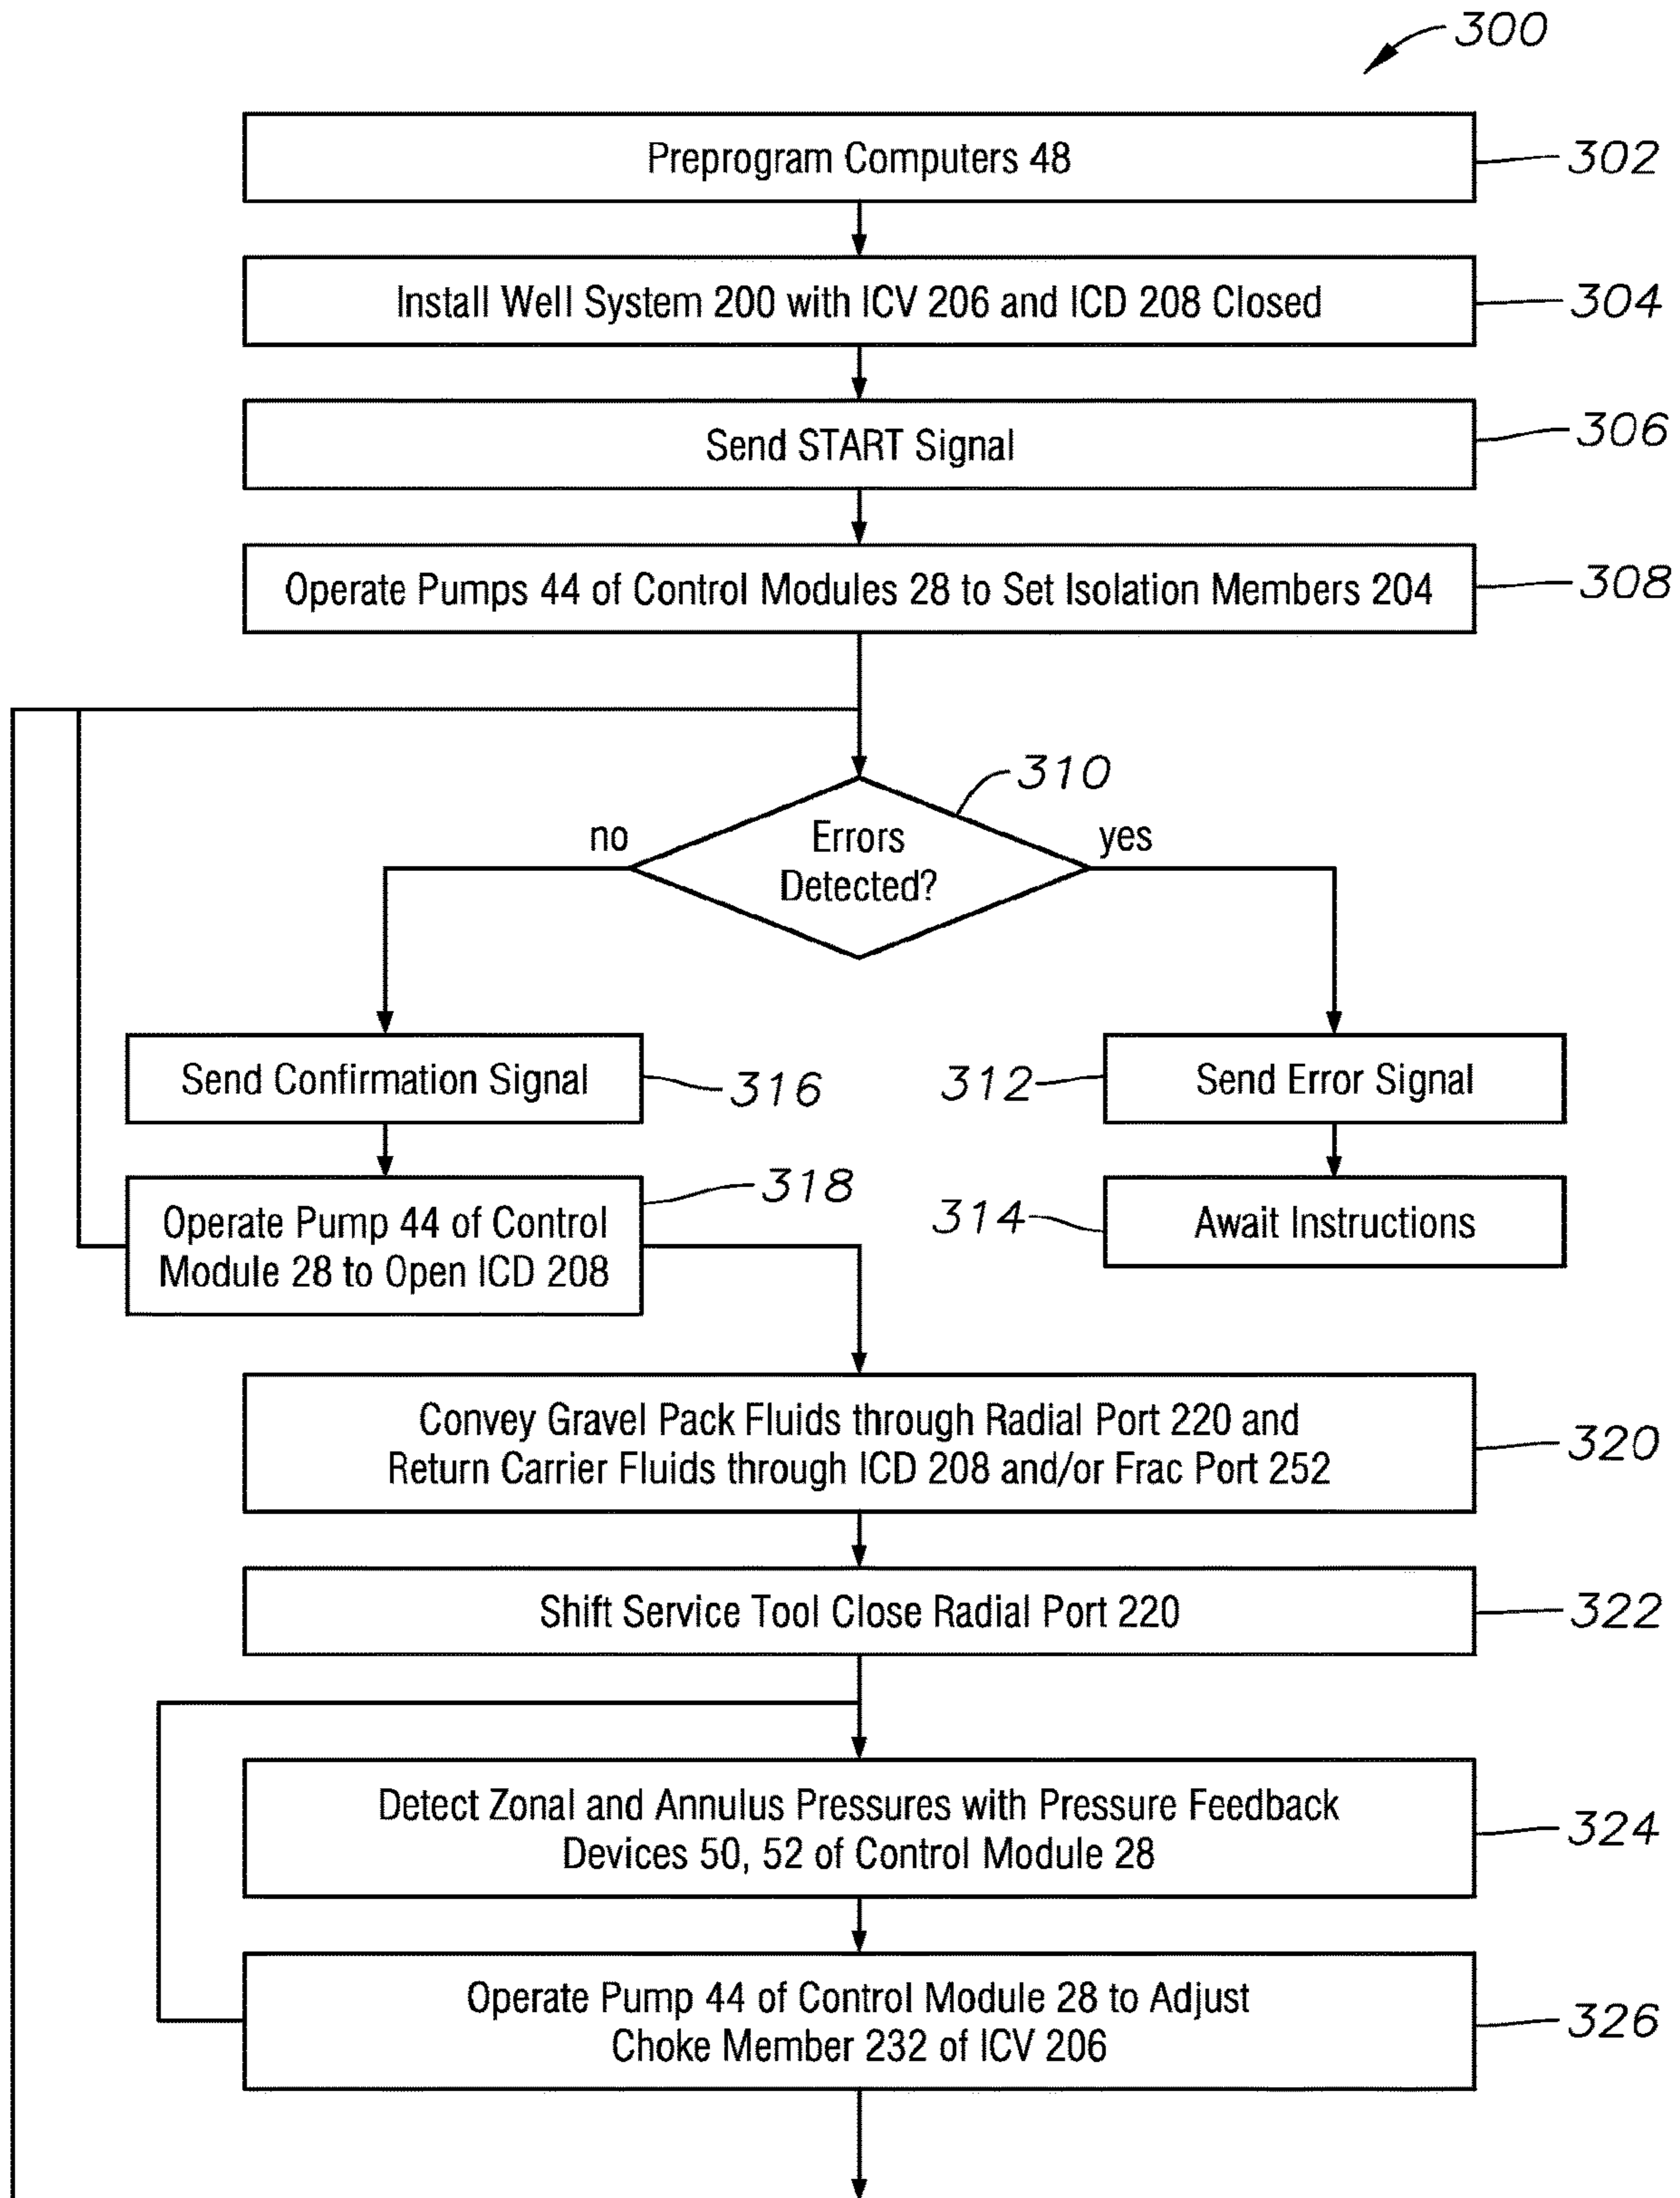 300
Preprogram Computers 48
302
Install Well System 200 with ICV 206 and ICD 208 Closed
304
Send START Signal
306
Operate Pumps 44 of Control Modules 28 to Set Isolation Members 204
308
310
no
Errors
Detected?
yes
Send Confirmation Signal
316
312
Send Error Signal
Operate Pump 44 of Control
Module 28 to Open ICD 208
318
314
Await Instructions
Convey Gravel Pack Fluids through Radial Port 220 and
Return Carrier Fluids through ICD 208 and/or Frac Port 252
320
Shift Service Tool Close Radial Port 220
322
Detect Zonal and Annulus Pressures with Pressure Feedback
Devices 50, 52 of Control Module 28
324
Operate Pump 44 of Control Module 28 to Adjust
Choke Member 232 of ICV 206
326